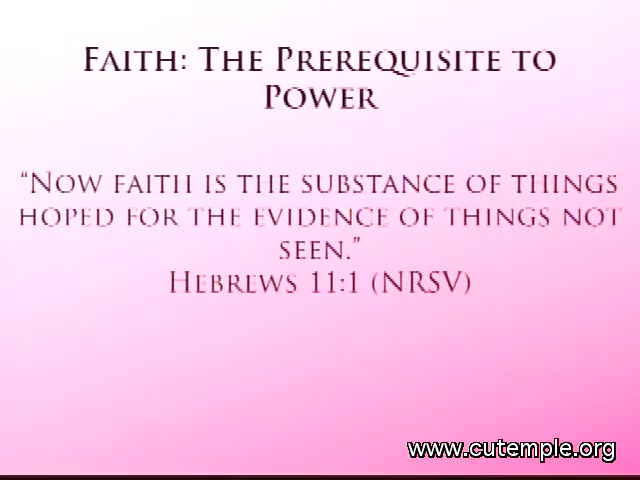 Faith: The Prerequisite to
Power
“Now faith is the substance of things
hoped for the evidence of things not
seen.”
Hebrews 11:1 (NRSV)
www.cutemple.org